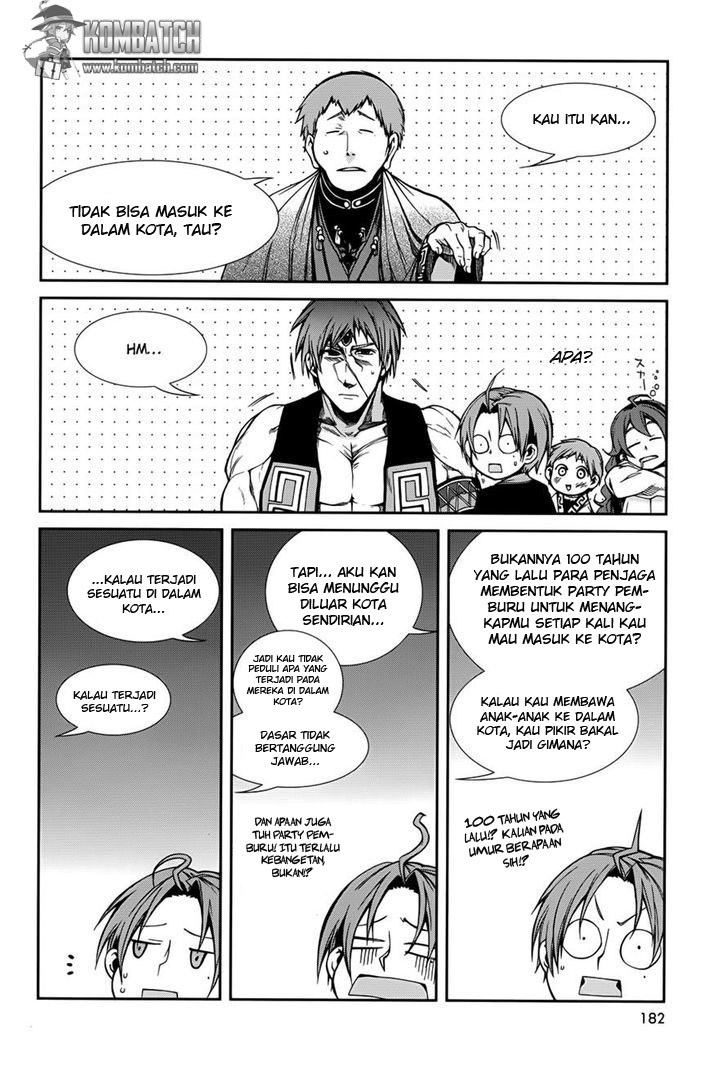 KOMBATCH
www.kombatch.com
KAU ITU KAN...
TIDAK BISA MASUK KE
DALAM KOTA, TAU?
HM...
APA?
スカー
BUKANNYA 100 TAHUN
YANG LALU PARA PENJAGA
MEMBENTUK PARTY PEM-
BURU UNTUK MENANG-
KAPMU SETIAP KALI KAU
MAU MASUK KE KOTA?
KALAU KAU MEMBAWA
ANAK-ANAK KE DALAM
KOTA, KAU PIKIR BAKAL
JADI GIMANA?
100 TAHUN YANG
LALU!? KALIAN PADA
UMUR BERAPAAN
SIH!?
TAPI... AKU KAN
BISA MENUNGGU
DILUAR KOTA
SENDIRIAN...
JADI KAU TIDAK
PEDULI APA YANG
TERJADI PADA
MEREKA DI DALAM
KOTA?
DASAR TIDAK
BERTANGGUNG
JAWAB...
DAN APAAN JUGA
TUH PARTY PEM-
BURU! ITU TERLALU
KEBANGETAN,
BUKAN!?
...KALAU TERJADI
SESUATU DI DALAM
KOTA...
KALAU TERJADI
SESUATU...?
182